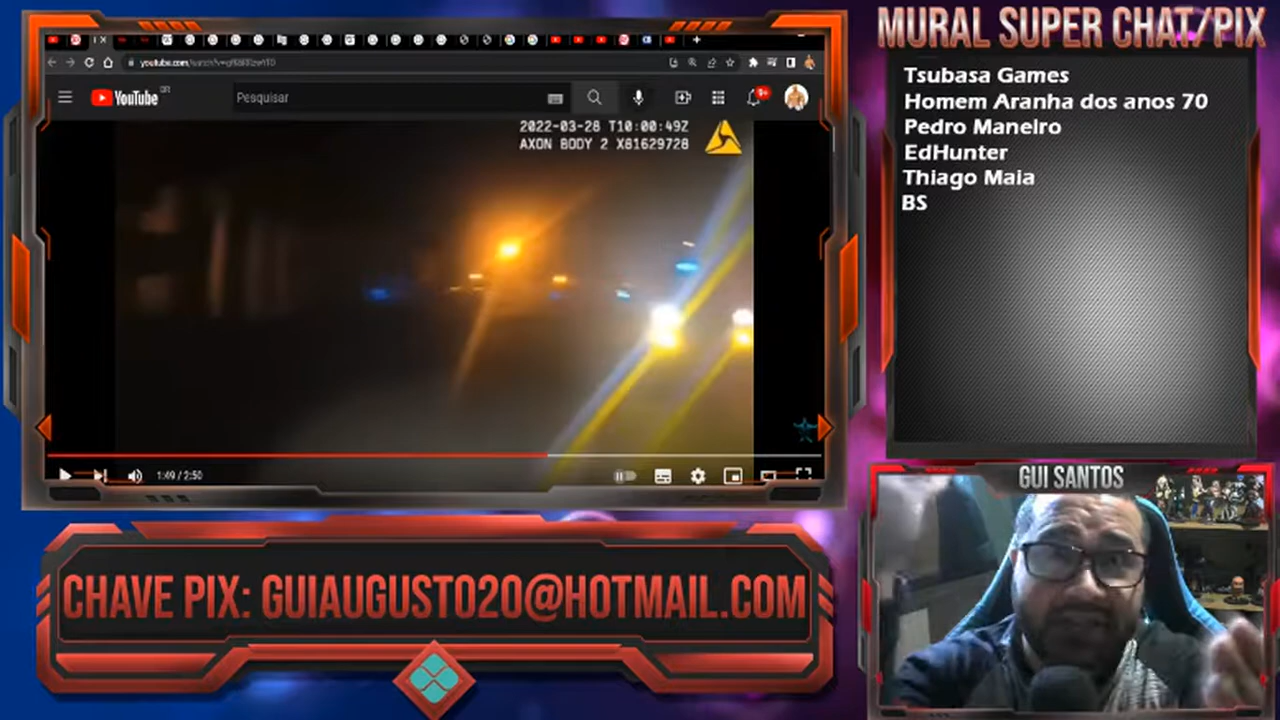 MURAL SUPER CHAT/PIX
Tsubasa Games
Homem Aranha dos anos 70
Pedro Maneiro
EdHunter
Thiago Maia
BS
YouTube BR
Pesquisar
9+
2022-03-28 T10:00:49Z
AXON BODY 2 X81629728
1:49 / 2:50
GUI SANTOS
CHAVE PIX: GUIAUGUSTO20@HOTMAIL.COM